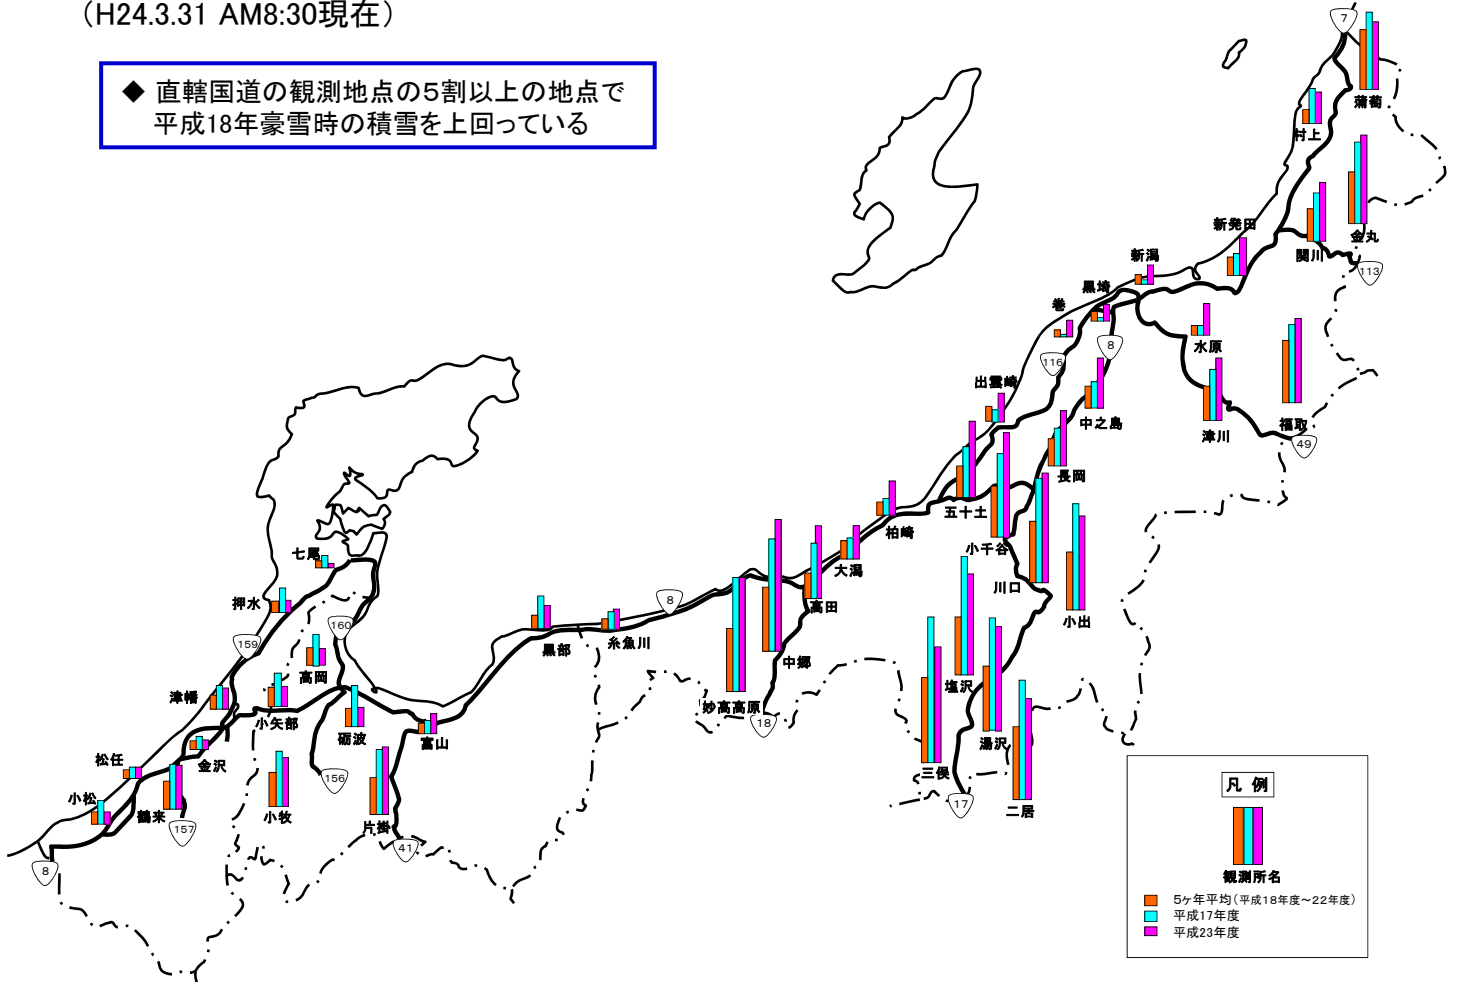 （H24.3.31 AM8:30現在）
◆ 直轄国道の観測地点の５割以上の地点で
平成18年豪雪時の積雪を上回っている
7
蒲萄
村上
金丸
新発田
関川
113
新潟
黒埼
巻
水原
8
116
出雲崎
中之島
津川
福取
49
長岡
五十土
柏崎
小千谷
七尾
大潟
川口
押水
高田
8
小出
160
黒部
糸魚川
159
中郷
高岡
塩沢
津幡
妙高高原
小矢部
18
砺波
富山
湯沢
金沢
松任
三俣
156
小松
17
二居
鶴来
小牧
片掛
157
41
8
凡 例
観測所名
5ヶ年平均（平成18年度～22年度）
平成17年度
平成23年度